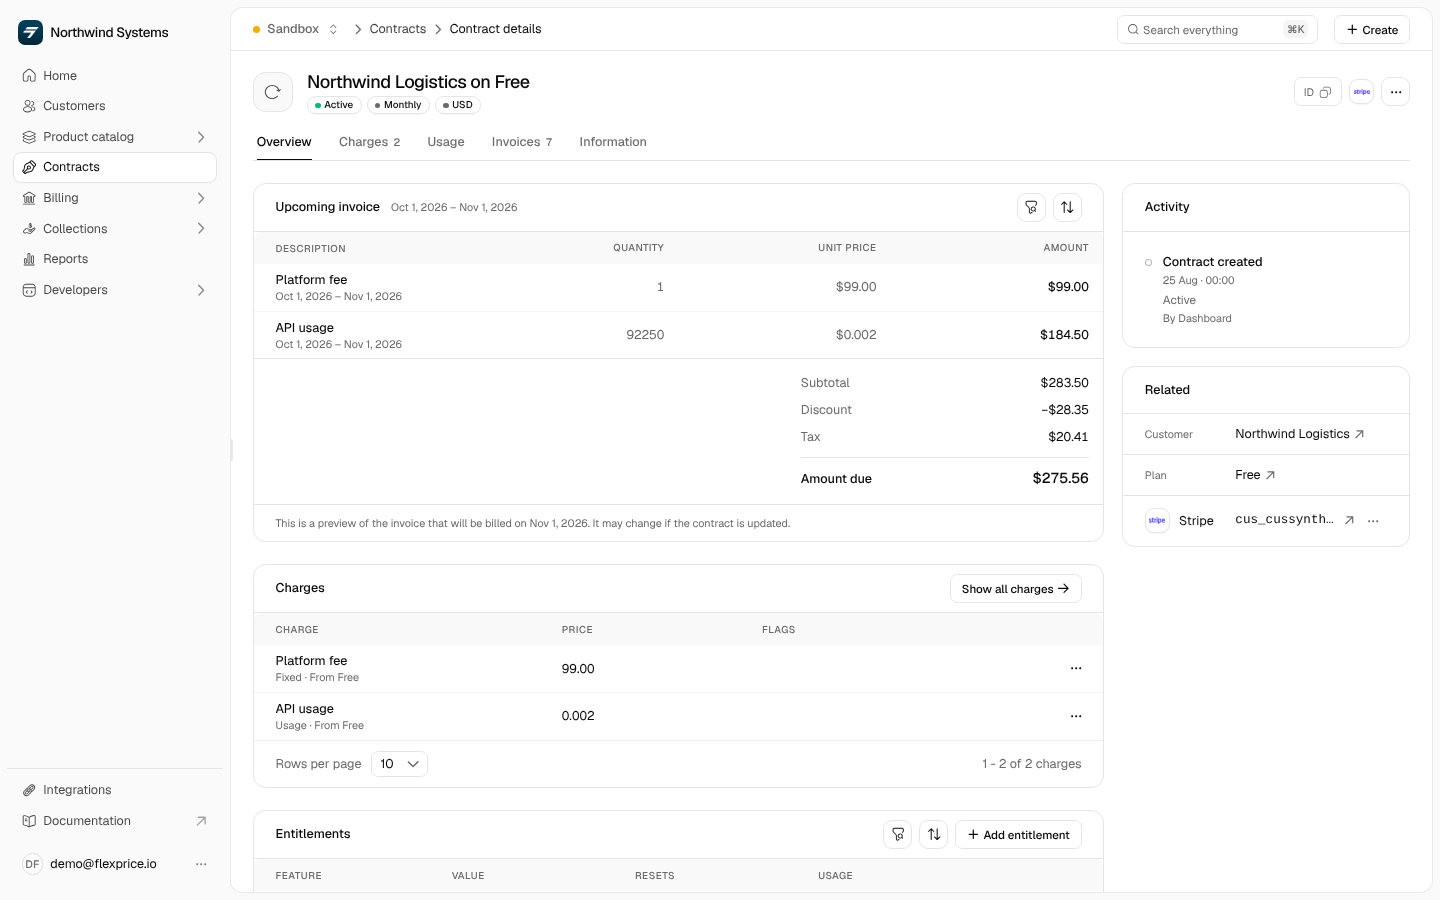 Northwind Systems
Home
Customers
Product catalog
Contracts
Billing
Collections
Reports
Developers
Integrations
Documentation
DF demo@flexprice.io
Sandbox Contracts Contract details
Search everything ⌘K
+ Create
Northwind Logistics on Free
Active Monthly USD
ID stripe
Overview Charges 2 Usage Invoices 7 Information
Upcoming invoice Oct 1, 2026 – Nov 1, 2026
DESCRIPTION QUANTITY UNIT PRICE AMOUNT
Platform fee 1 $99.00 $99.00
Oct 1, 2026 – Nov 1, 2026
API usage 92250 $0.002 $184.50
Oct 1, 2026 – Nov 1, 2026
Subtotal $283.50
Discount −$28.35
Tax $20.41
Amount due $275.56
This is a preview of the invoice that will be billed on Nov 1, 2026. It may change if the contract is updated.
Charges Show all charges →
CHARGE PRICE FLAGS
Platform fee 99.00
Fixed · From Free
API usage 0.002
Usage · From Free
Rows per page 10 1 - 2 of 2 charges
Entitlements + Add entitlement
FEATURE VALUE RESETS USAGE
Activity
Contract created
25 Aug · 00:00
Active
By Dashboard
Related
Customer Northwind Logistics
Plan Free
stripe Stripe cus_cussynth…